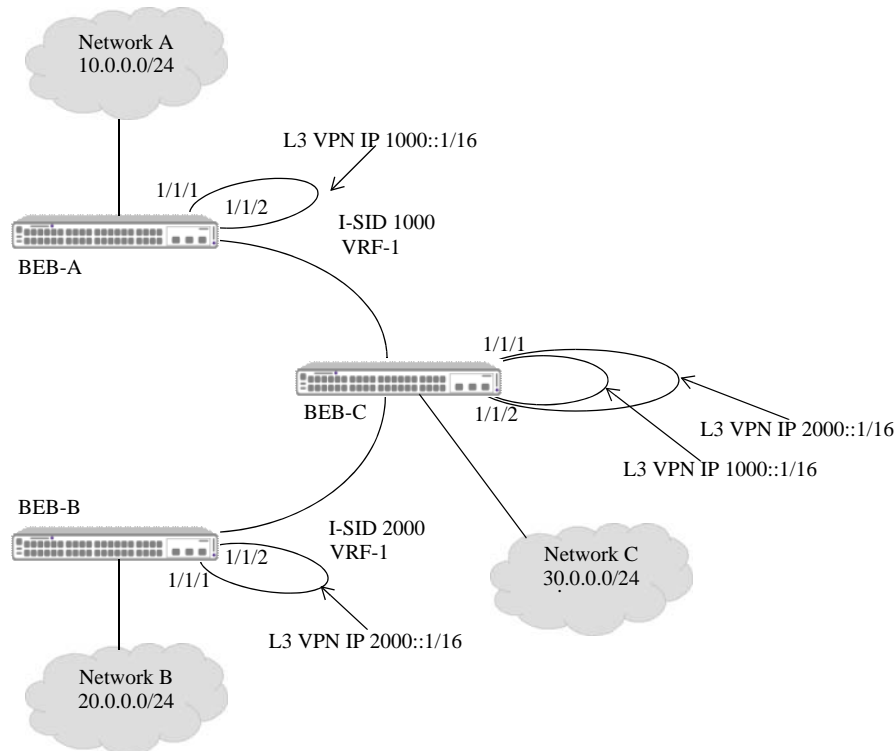 Network A
10.0.0.0/24
L3 VPN IP 1000::1/16
1/1/1
1/1/2
I-SID 1000
VRF-1
BEB-A
1/1/1
BEB-C
1/1/2
L3 VPN IP 2000::1/16
L3 VPN IP 1000::1/16
BEB-B
I-SID 2000
VRF-1
1/1/2
1/1/1
Network C
30.0.0.0/24
L3 VPN IP 2000::1/16
Network B
20.0.0.0/24